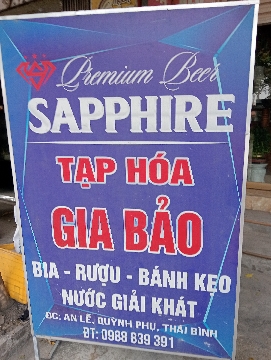 Premium Beer
SAPPHIRE
TẠP HÓA
GIA BẢO
BIA - RƯỢU - BÁNH KẸO
NƯỚC GIẢI KHÁT
ĐC: AN LỄ, QUỲNH PHỤ, THÁI BÌNH
ĐT: 0988 639 391